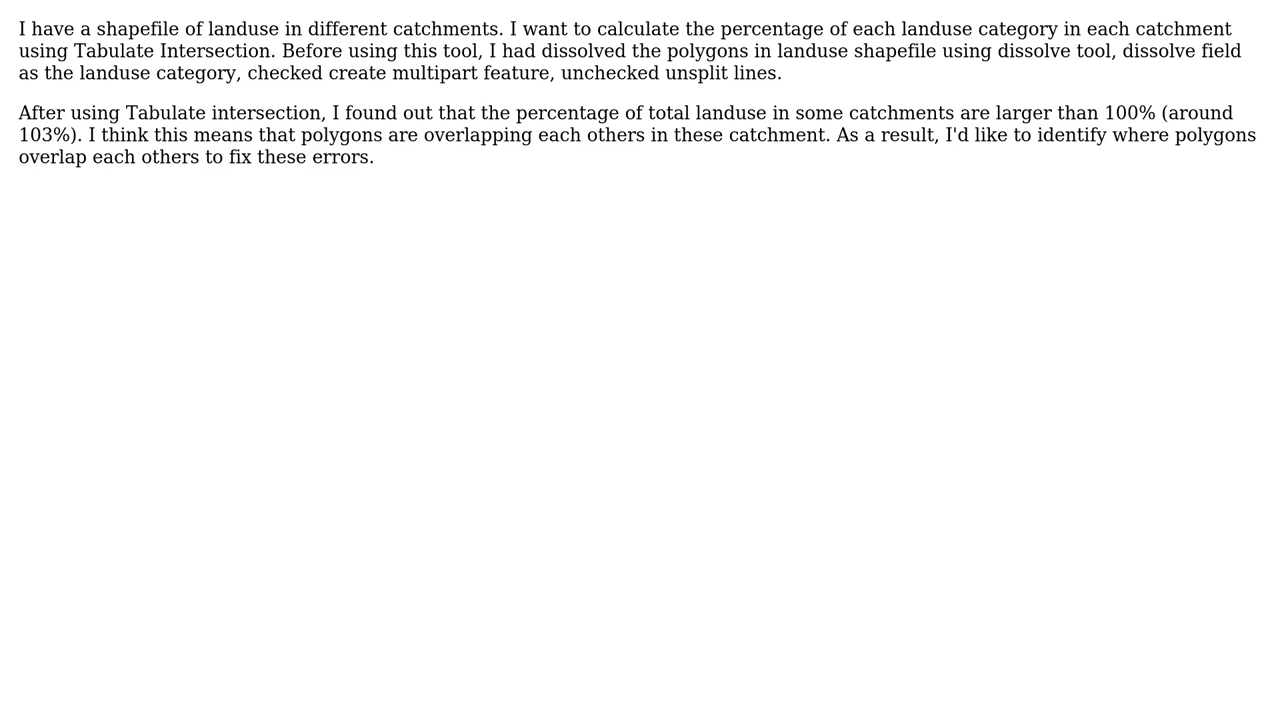 I have a shapefile of landuse in different catchments. I want to calculate the percentage of each landuse category in each catchment
using Tabulate Intersection. Before using this tool, I had dissolved the polygons in landuse shapefile using dissolve tool, dissolve field
as the landuse category, checked create multipart feature, unchecked unsplit lines.
After using Tabulate intersection, I found out that the percentage of total landuse in some catchments are larger than 100% (around
103%). I think this means that polygons are overlapping each others in these catchment. As a result, I'd like to identify where polygons
overlap each others to fix these errors.